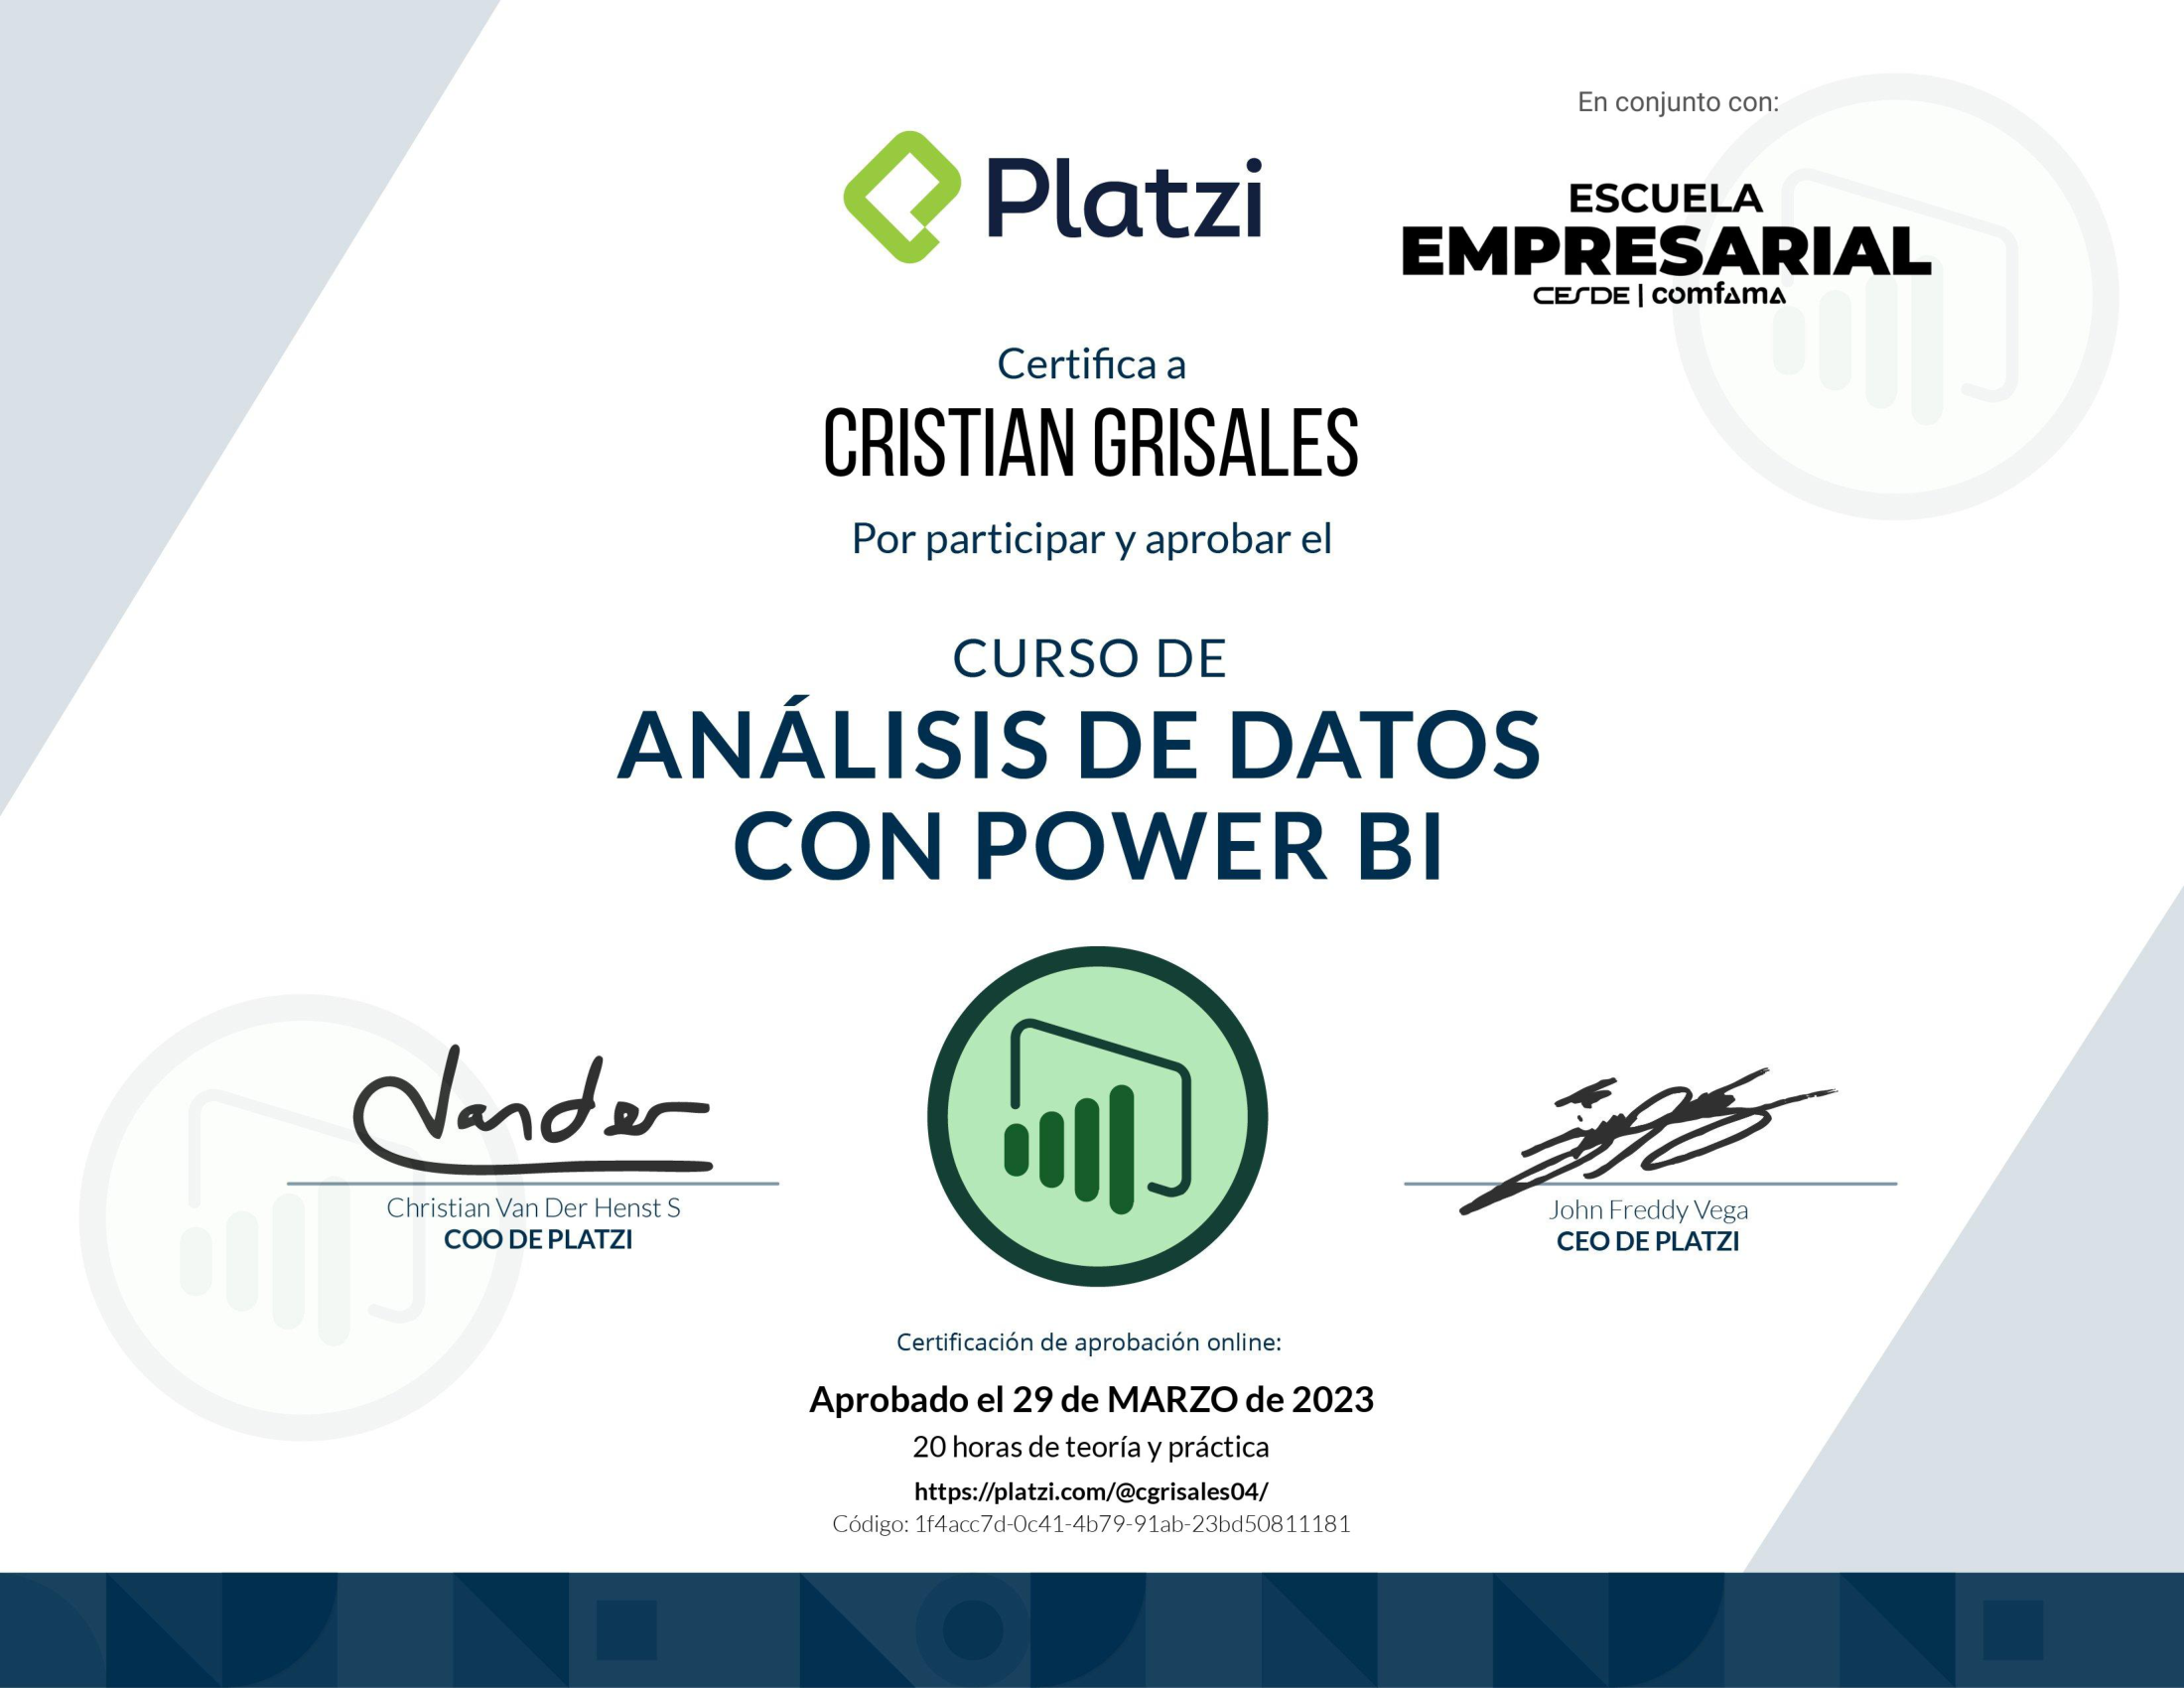 En conjunto con:
Platzi
ESCUELA
EMPRESARIAL
CESDE | comfama
Certifica a
CRISTIAN GRISALES
Por participar y aprobar el
CURSO DE
ANÁLISIS DE DATOS
CON POWER BI
Vander
Christian Van Der Henst S
COO DE PLATZI
John Freddy Vega
CEO DE PLATZI
Certificación de aprobación online:
Aprobado el 29 de MARZO de 2023
20 horas de teoría y práctica
https://platzi.com/@cgrisales04/
Código: 1f4acc7d-0c41-4b79-91ab-23bd50811181